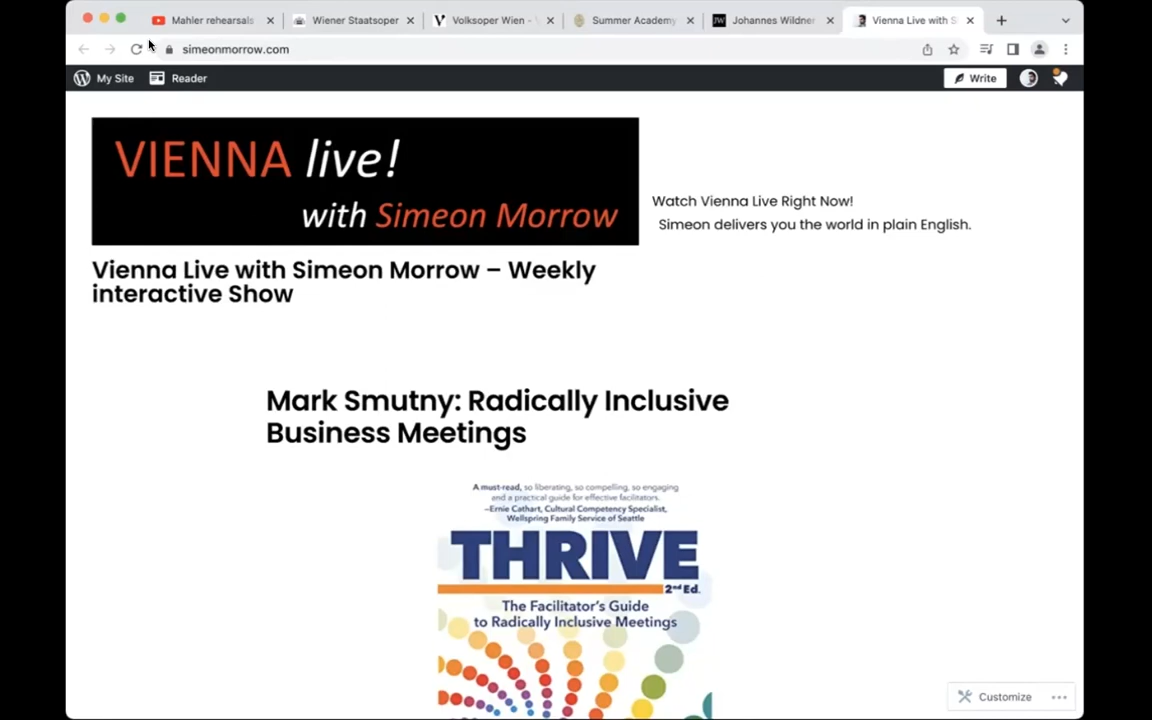 Mahler rehearsals
Wiener Staatsoper
Volksoper Wien -
Summer Academy
Johannes Wildner
Vienna Live with S
simeonmorrow.com
My Site
Reader
Write
VIENNA live!
with Simeon Morrow
Watch Vienna Live Right Now!
Simeon delivers you the world in plain English.
Vienna Live with Simeon Morrow – Weekly
interactive Show
Mark Smutny: Radically Inclusive
Business Meetings
A must-read, so liberating, so compelling, so engaging
and a practical guide for effective facilitators.
–Ernie Cathart, Cultural Competency Specialist,
Wellspring Family Service of Seattle
THRIVE
2nd Ed.
The Facilitator's Guide
to Radically Inclusive Meetings
Customize